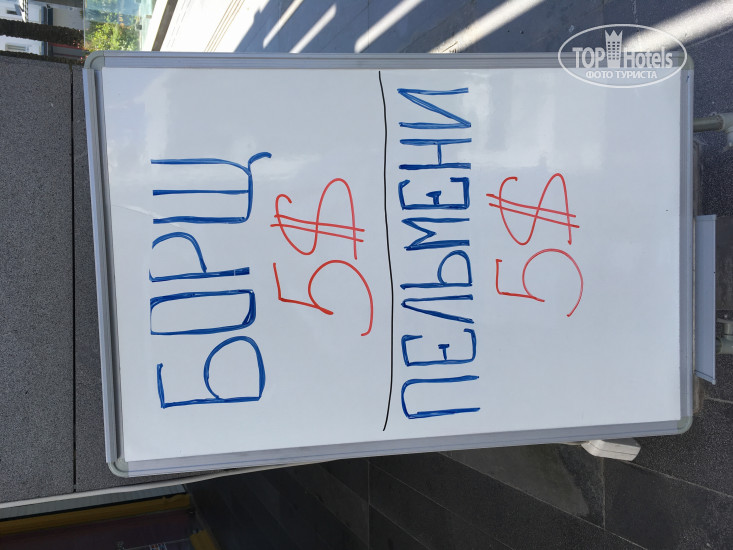 БОРЩ
5$
ПЕЛЬМЕНИ
5$
TOP Hotels
ФОТО ТУРИСТА